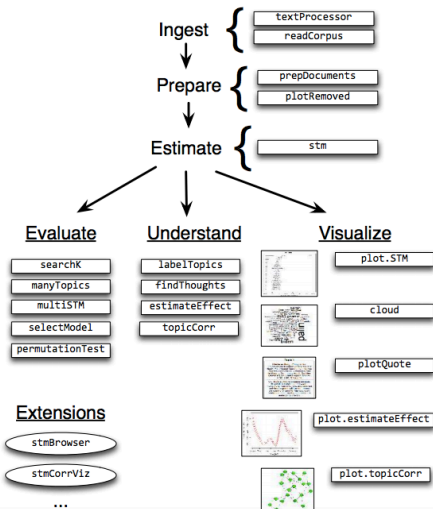 Ingest
textProcessor
readCorpus
Prepare
prepDocuments
plotRemoved
Estimate
stm
Evaluate
searchK
manyTopics
multiSTM
selectModel
permutationTest
Understand
labelTopics
findThoughts
estimateEffect
topicCorr
Visualize
plot.STM
cloud
plotQuote
plot.estimateEffect
plot.topicCorr
Extensions
stmBrowser
stmCorrViz
...